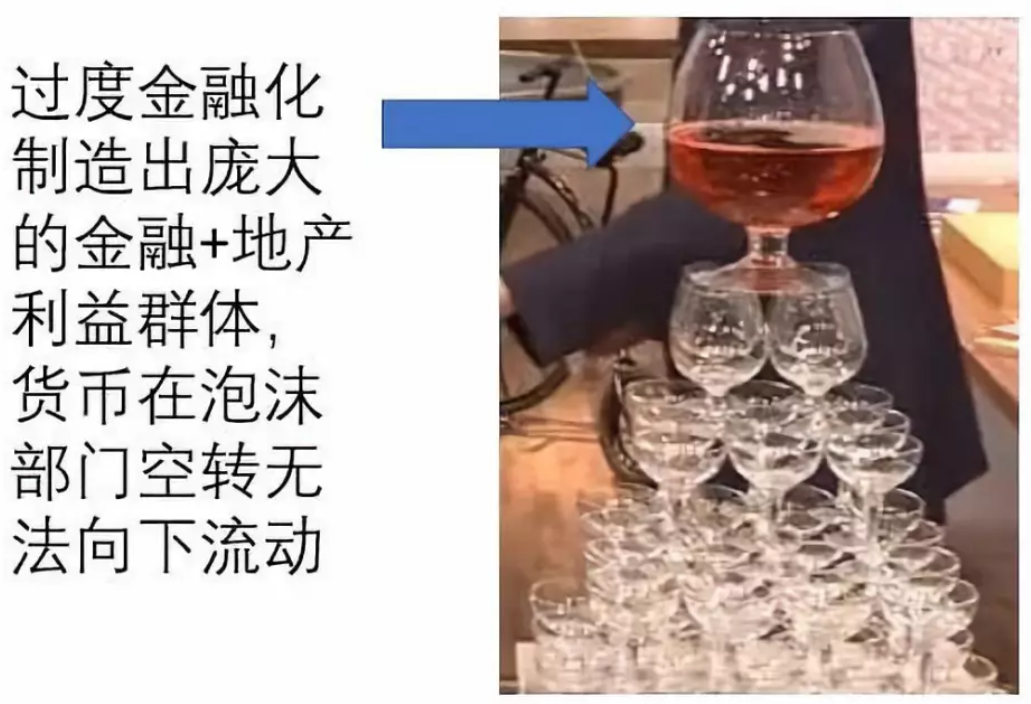 过度金融化
制造出庞大
的金融+地产
利益群体,
货币在泡沫
部门空转无
法向下流动